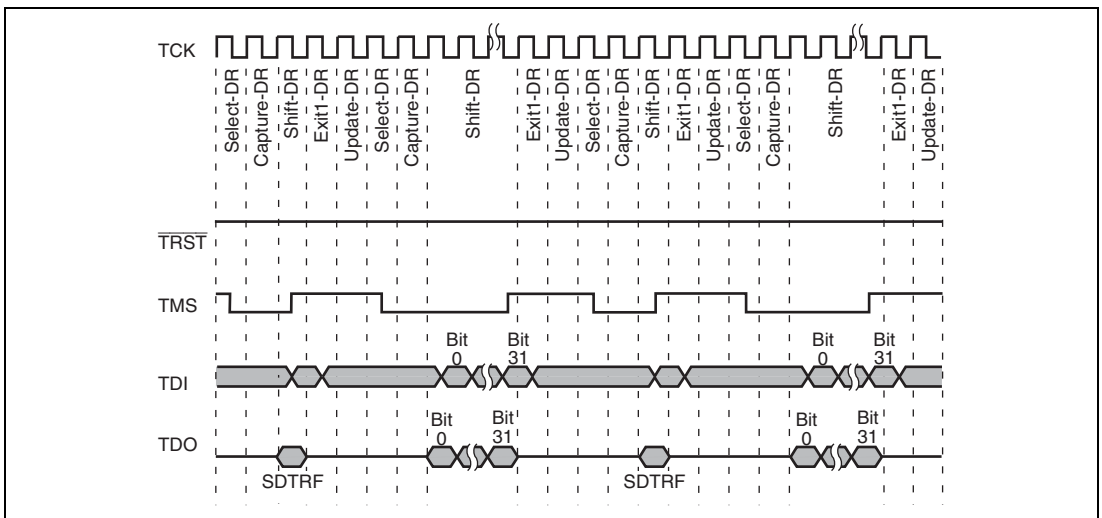 TCK
Select-DR
Capture-DR
Shift-DR
Exit1-DR
Update-DR
Select-DR
Capture-DR
Shift-DR
Exit1-DR
Update-DR
Select-DR
Capture-DR
Shift-DR
Exit1-DR
Update-DR
Select-DR
Capture-DR
Shift-DR
Exit1-DR
Update-DR
TRST
TMS
Bit 0
Bit 31
Bit 0
Bit 31
TDI
Bit 0
Bit 31
Bit 0
Bit 31
TDO
SDTRF
SDTRF